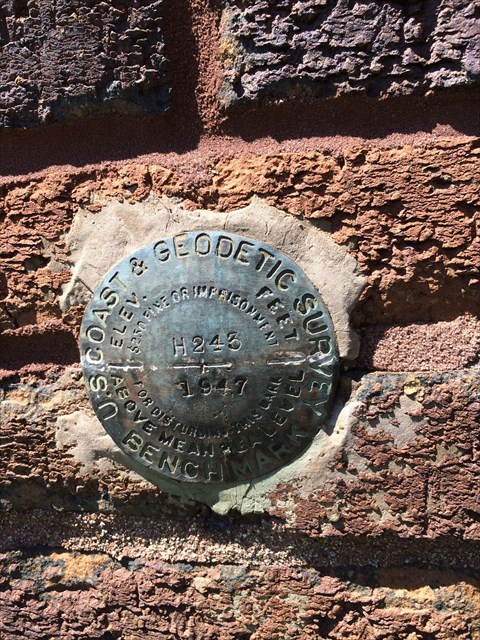 U.S. COAST & GEODETIC SURVEY
ELEV. FEET
$250 FINE OR IMPRISONMENT
H 243
1947
FOR DISTURBING THIS MARK
ABOVE MEAN SEA LEVEL
BENCH MARK